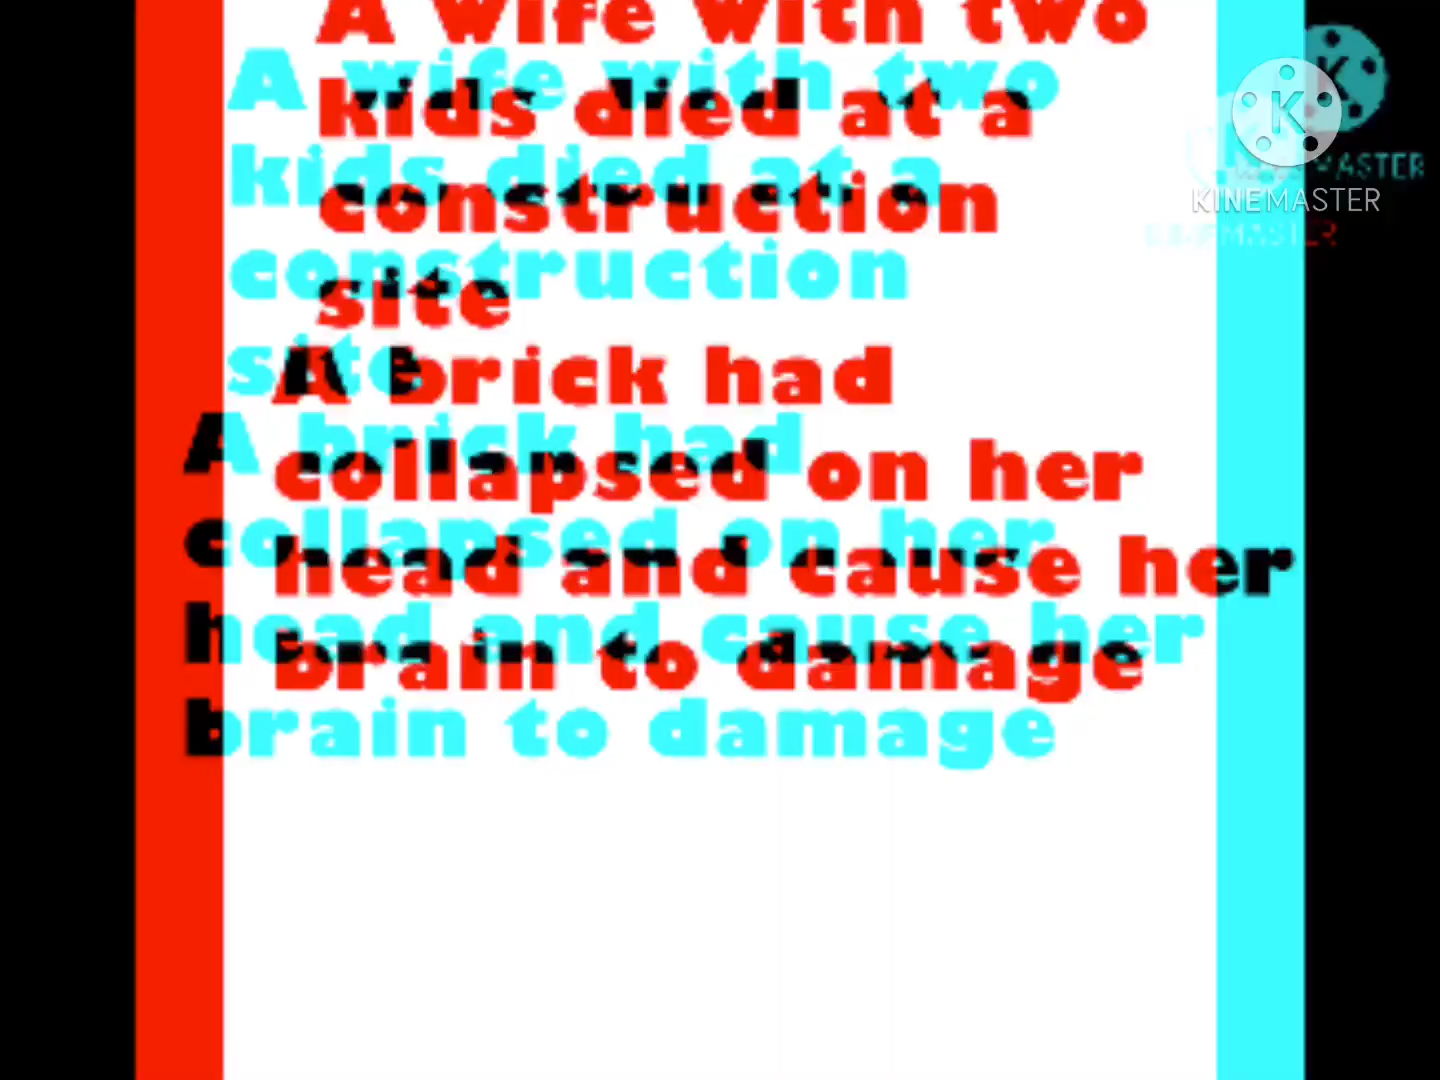 A wife with two
kids died at a
construction
site
A brick had
collapsed on her
head and cause her
brain to damage
KINEMASTER